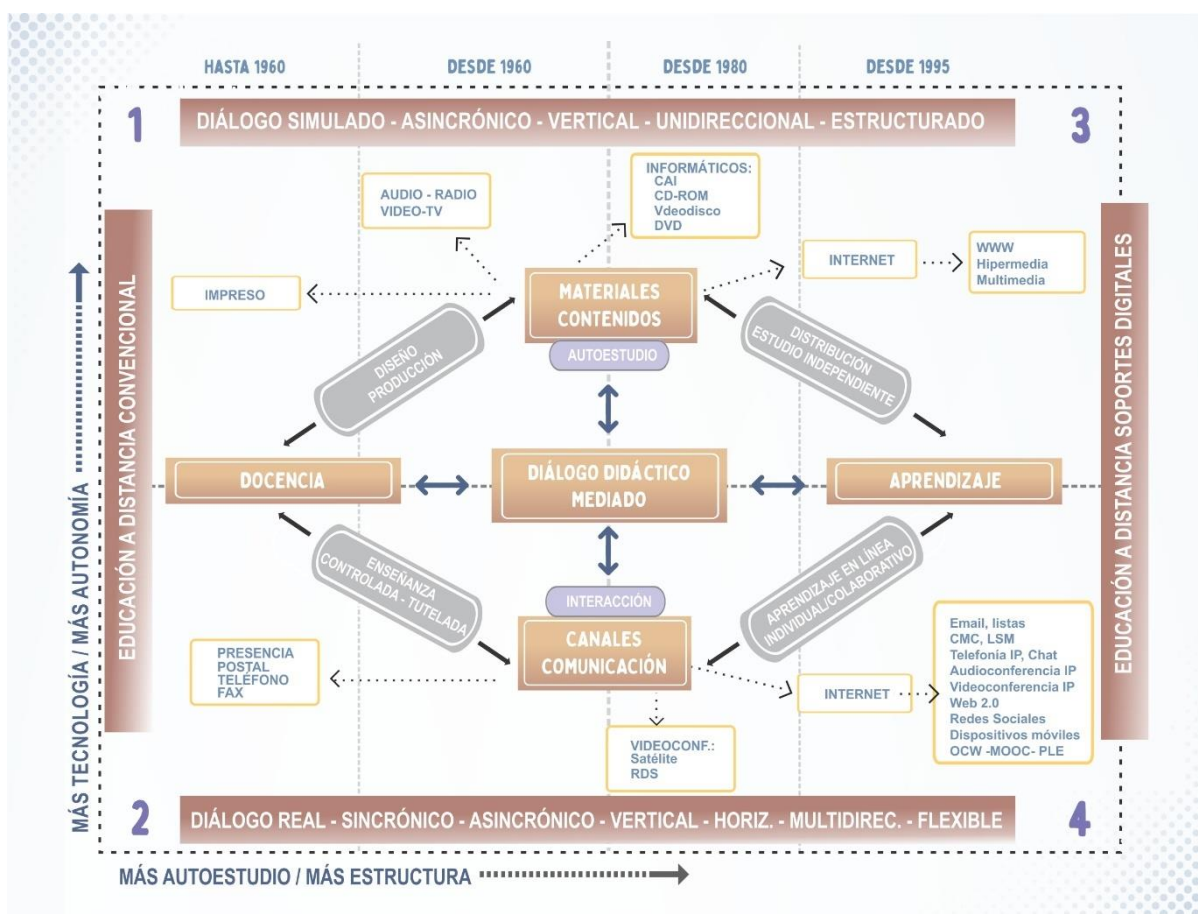 HASTA 1960
DESDE 1960
DESDE 1980
DESDE 1995
1
DIÁLOGO SIMULADO - ASINCRÓNICO - VERTICAL - UNIDIRECCIONAL - ESTRUCTURADO
3
AUDIO - RADIO
VIDEO-TV
INFORMÁTICOS:
CAI
CD-ROM
Vdeodisco
DVD
INTERNET
WWW
Hipermedia
Multimedia
IMPRESO
MATERIALES
CONTENIDOS
AUTOESTUDIO
DISEÑO
PRODUCCIÓN
DISTRIBUCIÓN
ESTUDIO INDEPENDIENTE
EDUCACIÓN A DISTANCIA CONVENCIONAL
EDUCACIÓN A DISTANCIA SOPORTES DIGITALES
MÁS TECNOLOGÍA / MÁS AUTONOMÍA
DOCENCIA
DIÁLOGO DIDÁCTICO
MEDIADO
APRENDIZAJE
ENSEÑANZA
CONTROLADA - TUTELADA
APRENDIZAJE EN LÍNEA
INDIVIDUAL/COLABORATIVO
INTERACCIÓN
CANALES
COMUNICACIÓN
PRESENCIA
POSTAL
TELÉFONO
FAX
INTERNET
Email, listas
CMC, LSM
Telefonía IP, Chat
Audioconferencia IP
Videoconferencia IP
Web 2.0
Redes Sociales
Dispositivos móviles
OCW -MOOC- PLE
VIDEOCONF.:
Satélite
RDS
2
DIÁLOGO REAL - SINCRÓNICO - ASINCRÓNICO - VERTICAL - HORIZ. - MULTIDIREC. - FLEXIBLE
4
MÁS AUTOESTUDIO / MÁS ESTRUCTURA